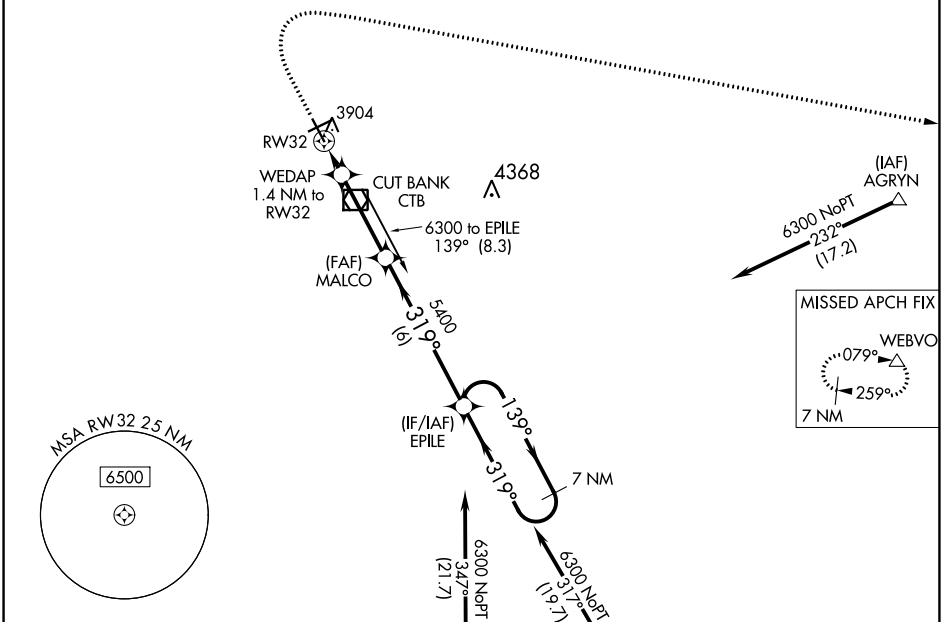 3904
RW32
WEDAP
1.4 NM to
RW32
CUT BANK
CTB
4368
(IAF)
AGRYN
6300 NoPT
232°
(17.2)
6300 to EPILE
139° (8.3)
(FAF)
MALCO
5400
319°
(6)
MISSED APCH FIX
WEBVO
079°
259°
7 NM
(IF/IAF)
EPILE
139°
319°
7 NM
MSA RW32 25 NM
6500
6300 NoPT
347°
(21.7)
6300 NoPT
317°
(19.7)